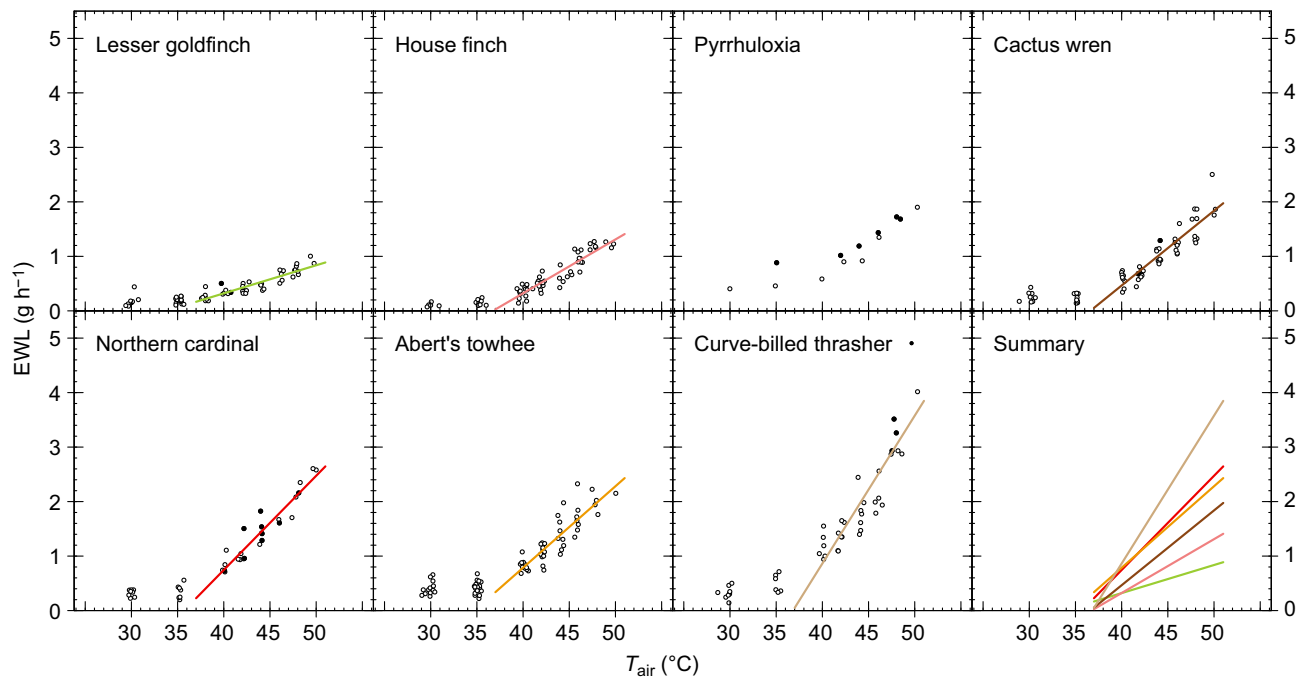 Lesser goldfinch House finch Pyrrhuloxia Cactus wren
5 5
4 4
3 3
2 2
1 1
0 0
EWL (g h⁻¹)
Northern cardinal Abert's towhee Curve-billed thrasher Summary
5 5
4 4
3 3
2 2
1 1
0 0
30 35 40 45 50 30 35 40 45 50 30 35 40 45 50 30 35 40 45 50
Tair (°C)